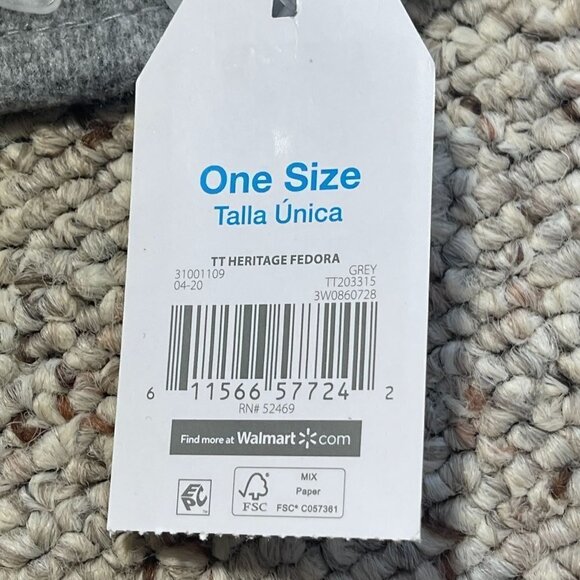 One Size
Talla Única
TT HERITAGE FEDORA
31001109 GREY
04-20 TT203315
3W0860728
6 11566 57724 2
RN# 52469
Find more at Walmart.com
EPC
FSC
MIX
Paper
FSC® C057361